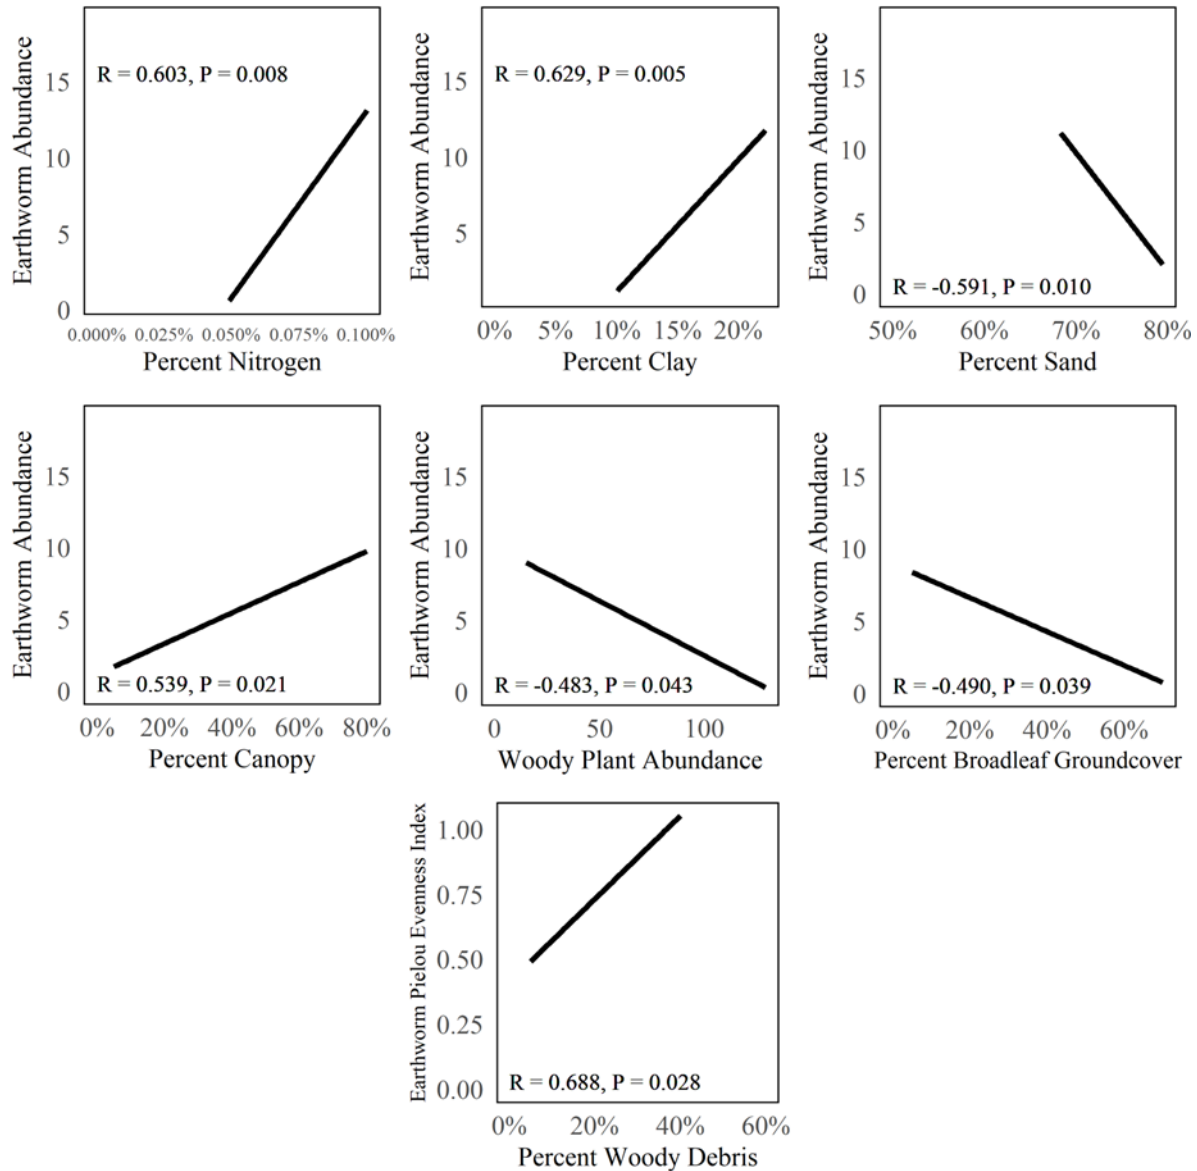 Earthworm Abundance
15
10
5
0
R = 0.603, P = 0.008
0.000% 0.025% 0.050% 0.075% 0.100%
Percent Nitrogen
Earthworm Abundance
15
10
5
R = 0.629, P = 0.005
0% 5% 10% 15% 20%
Percent Clay
Earthworm Abundance
15
10
5
0
R = -0.591, P = 0.010
50% 60% 70% 80%
Percent Sand
Earthworm Abundance
15
10
5
0
R = 0.539, P = 0.021
0% 20% 40% 60% 80%
Percent Canopy
Earthworm Abundance
15
10
5
0
R = -0.483, P = 0.043
0 50 100
Woody Plant Abundance
Earthworm Abundance
15
10
5
0
R = -0.490, P = 0.039
0% 20% 40% 60%
Percent Broadleaf Groundcover
Earthworm Pielou Evenness Index
1.00
0.75
0.50
0.25
0.00
R = 0.688, P = 0.028
0% 20% 40% 60%
Percent Woody Debris